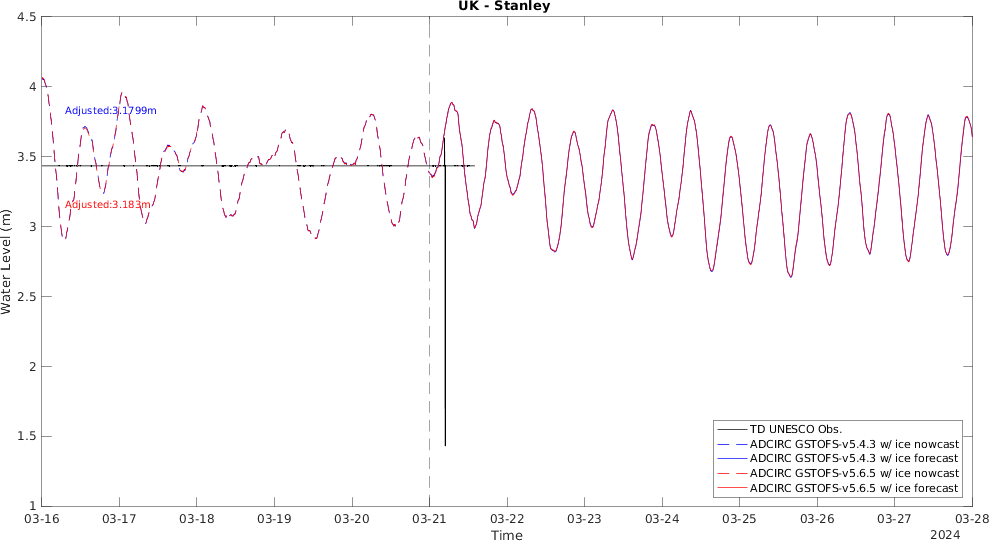 UK - Stanley
4.5
4
3.5
3
2.5
2
1.5
1
Water Level (m)
Adjusted:3.1799m
Adjusted:3.183m
TD UNESCO Obs.
ADCIRC GSTOFS-v5.4.3 w/ ice nowcast
ADCIRC GSTOFS-v5.4.3 w/ ice forecast
ADCIRC GSTOFS-v5.6.5 w/ ice nowcast
ADCIRC GSTOFS-v5.6.5 w/ ice forecast
03-16 03-17 03-18 03-19 03-20 03-21 03-22 03-23 03-24 03-25 03-26 03-27 03-28
Time
2024